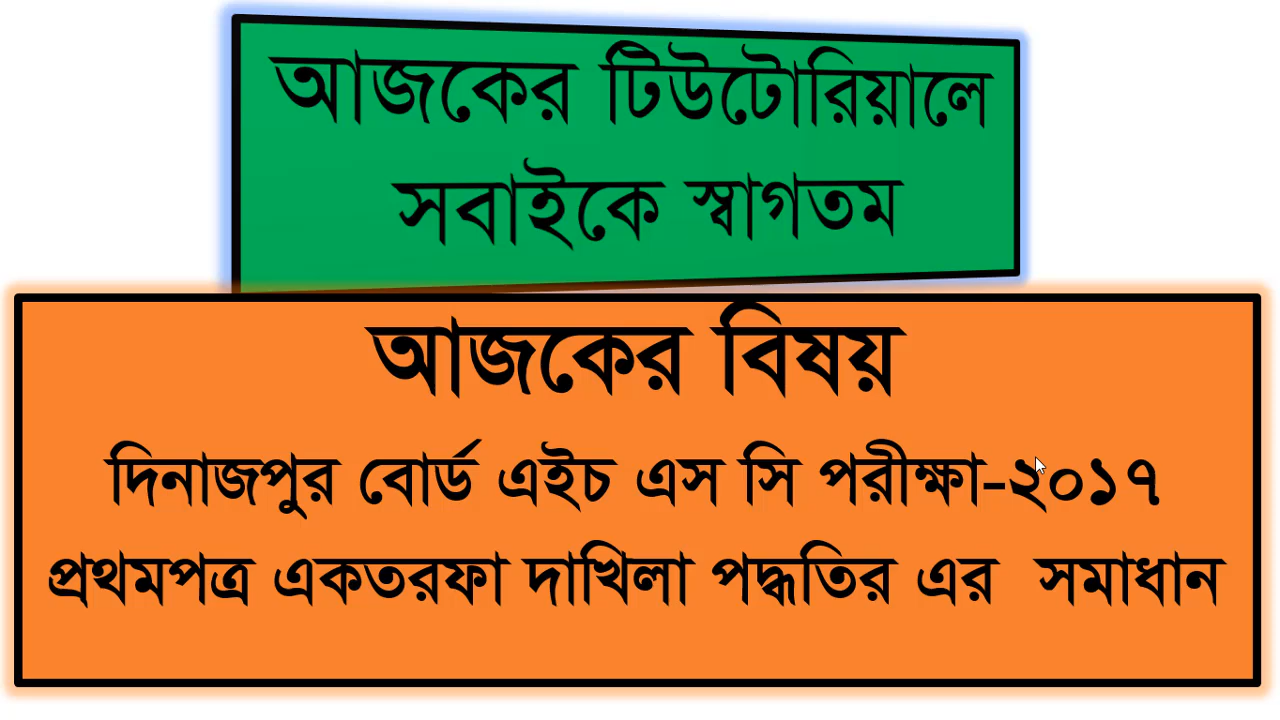 আজকের টিউটোরিয়ালে
সবাইকে স্বাগতম
আজকের বিষয়
দিনাজপুর বোর্ড এইচ এস সি পরীক্ষা-২০১৭
প্রথমপত্র একতরফা দাখিলা পদ্ধতির এর সমাধান